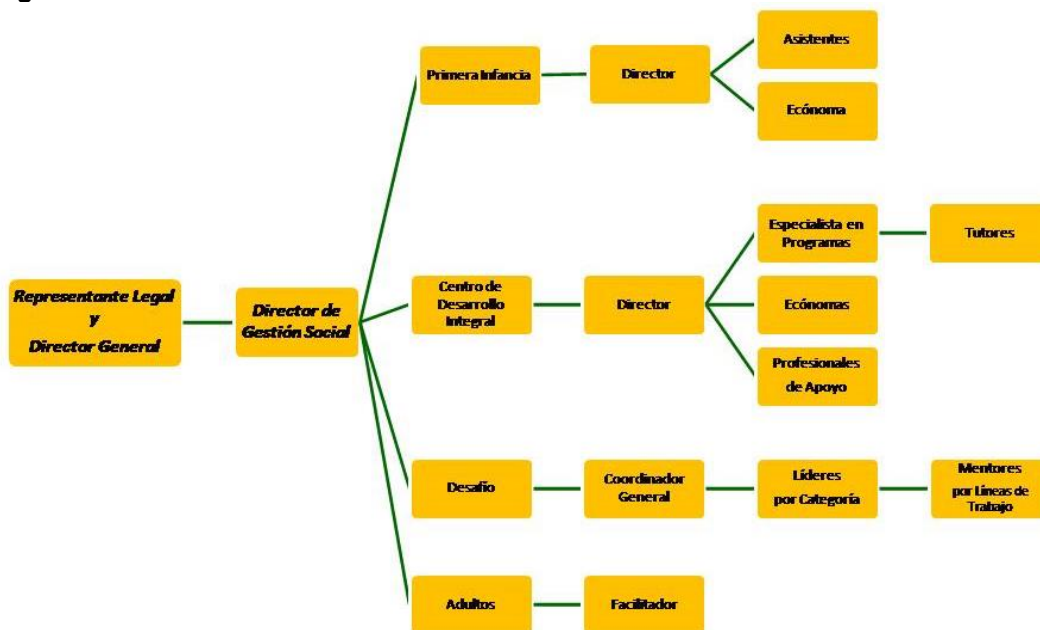 Asistentes
Primera Infancia
Director
Ecónoma
Especialista en
Programas
Tutores
Representante Legal
y
Director General
Director de
Gestión Social
Centro de
Desarrollo
Integral
Director
Ecónomas
Profesionales
de Apoyo
Desafío
Coordinador
General
Líderes
por Categoría
Mentores
por Líneas de
Trabajo
Adultos
Facilitador